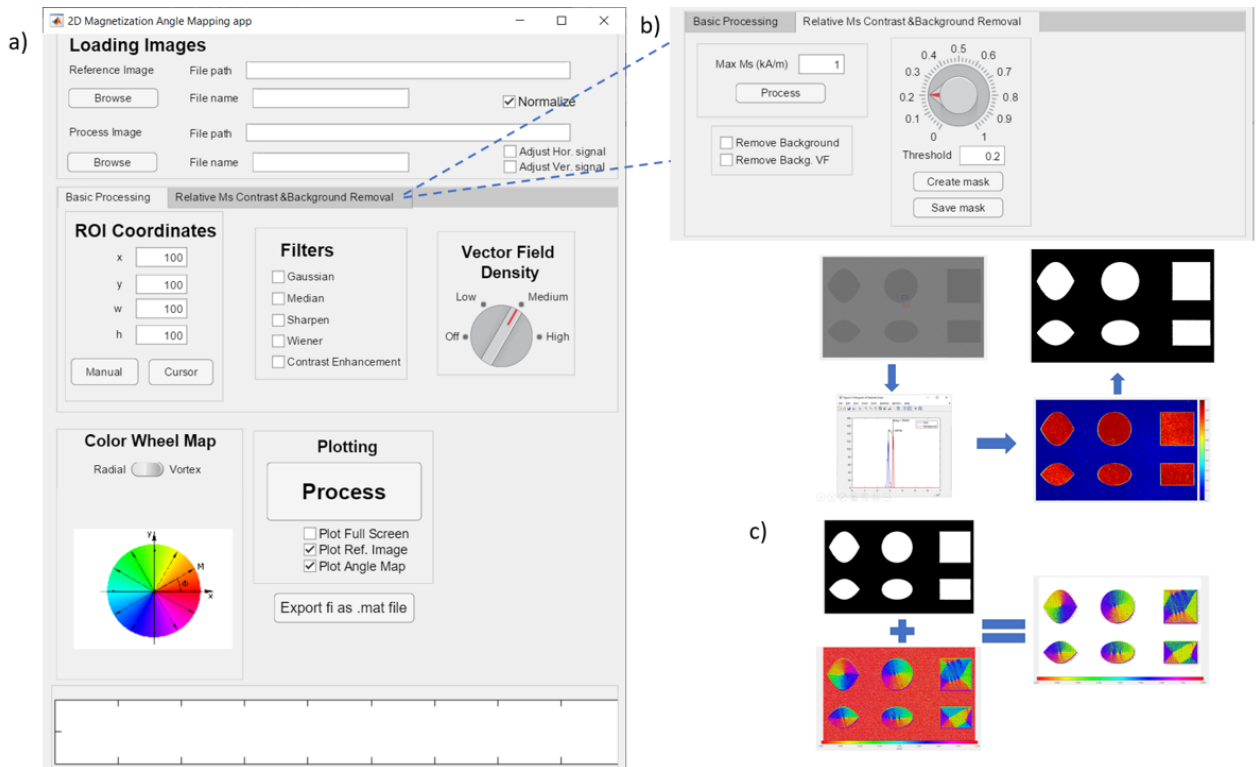 a)
2D Magnetization Angle Mapping app
Loading Images
Reference Image
File path
Browse
File name
Normalize
Process Image
File path
Browse
File name
Adjust Hor. signal
Adjust Ver. signal
Basic Processing
Relative Ms Contrast &Background Removal
ROI Coordinates
x 100
y 100
w 100
h 100
Manual
Cursor
Filters
Gaussian
Median
Sharpen
Wiener
Contrast Enhancement
Vector Field
Density
Low
Medium
Off
High
Color Wheel Map
Radial
Vortex
y
M
Φ
x
Plotting
Process
Plot Full Screen
Plot Ref. Image
Plot Angle Map
Export fi as .mat file
b)
Basic Processing
Relative Ms Contrast &Background Removal
Max Ms (kA/m) 1
Process
Remove Background
Remove Backg. VF
0
0.1
0.2
0.3
0.4
0.5
0.6
0.7
0.8
0.9
1
Threshold 0.2
Create mask
Save mask
c)